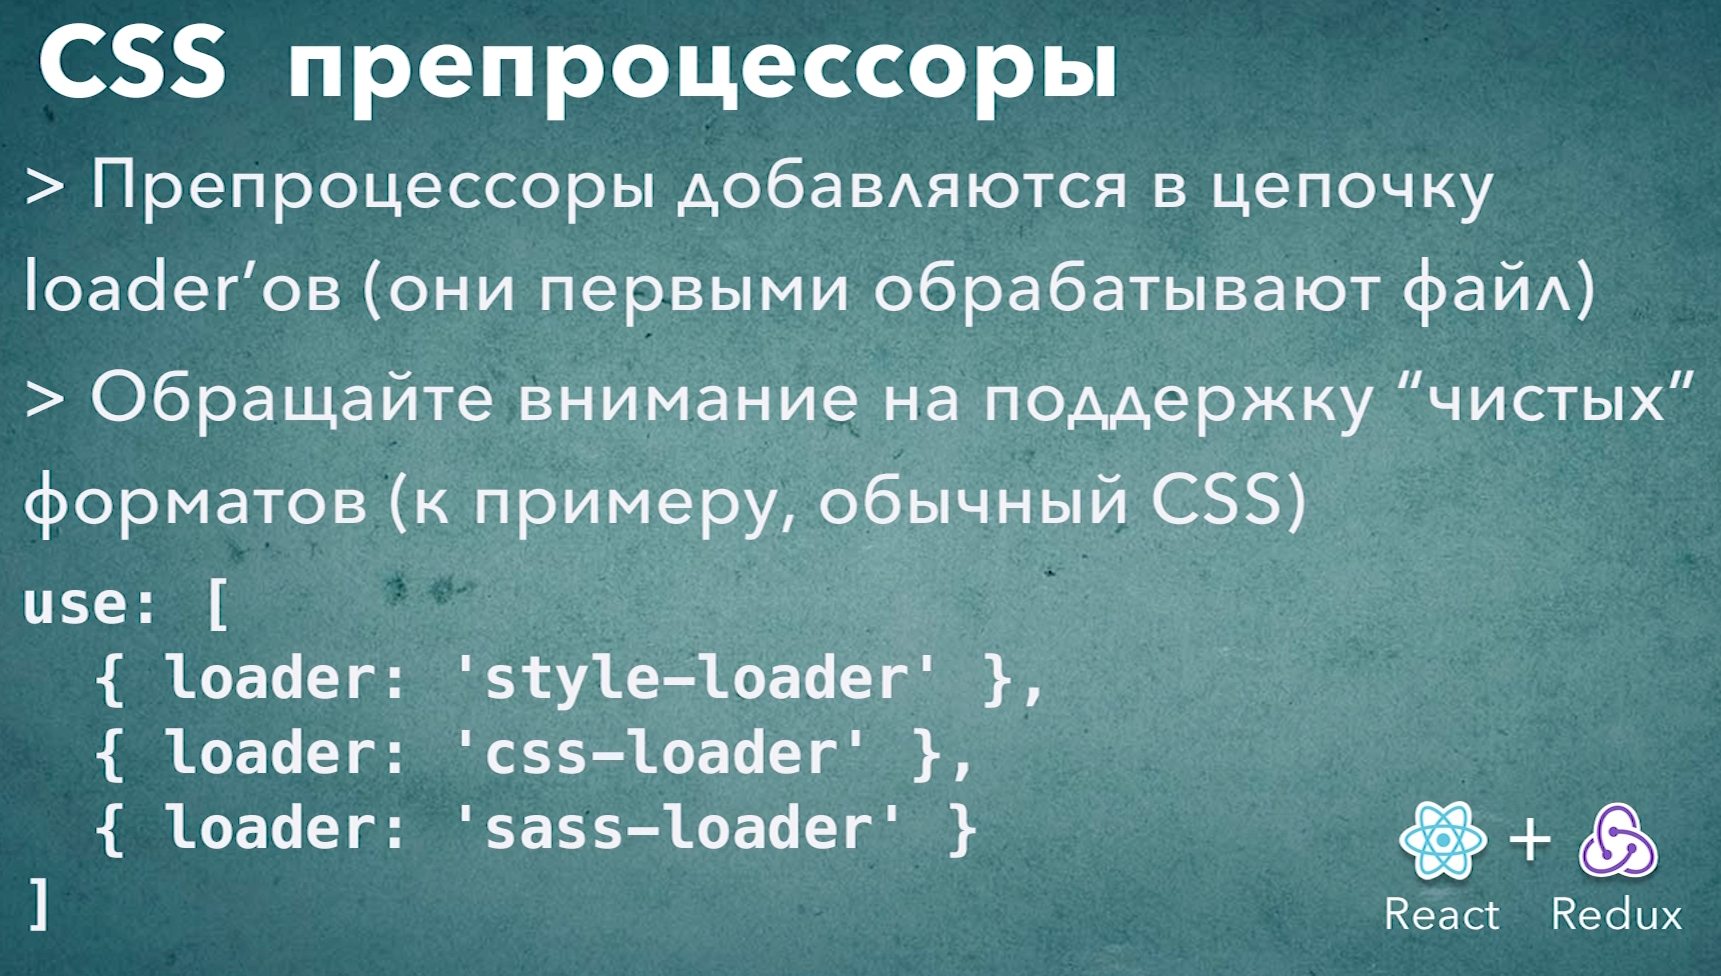 CSS препроцессоры
> Препроцессоры добавляются в цепочку
loader’ов (они первыми обрабатывают файл)
> Обращайте внимание на поддержку “чистых”
форматов (к примеру, обычный CSS)
use: [
  { loader: 'style-loader' },
  { loader: 'css-loader' },
  { loader: 'sass-loader' }
]
+
React Redux